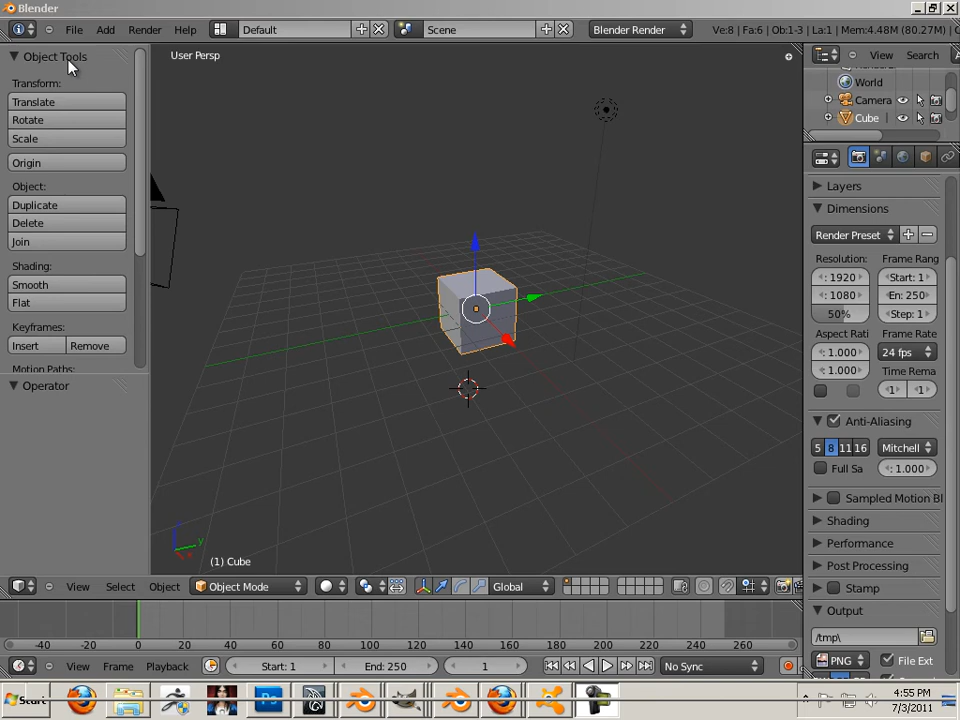 Blender
File Add Render Help Default Scene Blender Render Ve:8 | Fa:6 | Ob:1-3 | La:1 | Mem:4.48M (80.27M) |
Object Tools
Transform:
Translate
Rotate
Scale
Origin
Object:
Duplicate
Delete
Join
Shading:
Smooth
Flat
Keyframes:
Insert Remove
Motion Paths:
Operator
User Persp
(1) Cube
y
View Select Object Object Mode Global
-40 -20 0 20 40 60 80 100 120 140 160 180 200 220 240 260
View Frame Playback Start: 1 End: 250 1 No Sync
View Search
World
Camera
Cube |
Layers
Dimensions
Render Preset
Resolution: Frame Rang
: 1920 Start: 1
: 1080 En: 250
50% Step: 1
Aspect Rati Frame Rate
: 1.000 24 fps
: 1.000 Time Rema
1 1
Anti-Aliasing
5 8 11 16 Mitchell
Full Sa : 1.000
Sampled Motion Bl
Shading
Performance
Post Processing
Stamp
Output
/tmp\
PNG File Ext
Start
Ps
4:55 PM
7/3/2011